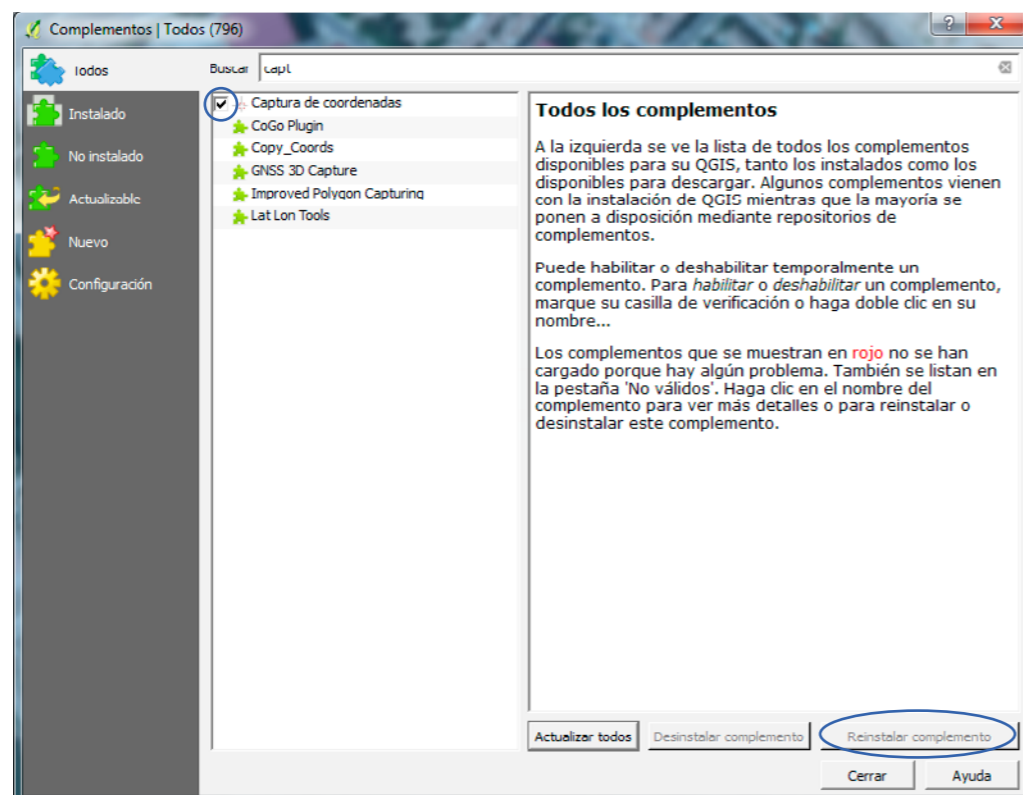 Complementos | Todos (796)
?
X
Todos
Buscar capt
Instalado
No instalado
Actualizable
Nuevo
Configuración
Captura de coordenadas
CoGo Plugin
Copy_Coords
GNSS 3D Capture
Improved Polygon Capturing
Lat Lon Tools
Todos los complementos
A la izquierda se ve la lista de todos los complementos
disponibles para su QGIS, tanto los instalados como los
disponibles para descargar. Algunos complementos vienen
con la instalación de QGIS mientras que la mayoría se
ponen a disposición mediante repositorios de
complementos.
Puede habilitar o deshabilitar temporalmente un
complemento. Para habilitar o deshabilitar un complemento,
marque su casilla de verificación o haga doble clic en su
nombre...
Los complementos que se muestran en rojo no se han
cargado porque hay algún problema. También se listan en
la pestaña 'No válidos'. Haga clic en el nombre del
complemento para ver más detalles o para reinstalar o
desinstalar este complemento.
Actualizar todos
Desinstalar complemento
Reinstalar complemento
Cerrar
Ayuda